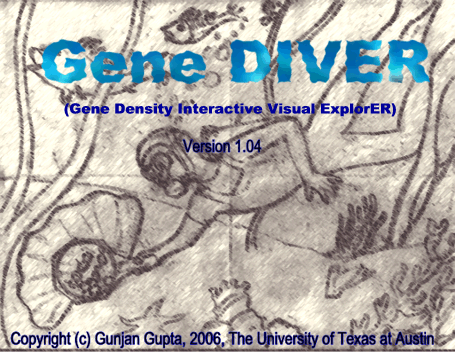 Gene DIVER
(Gene Density Interactive Visual ExplorER)
Version 1.04
Copyright (c) Gunjan Gupta, 2006, The University of Texas at Austin